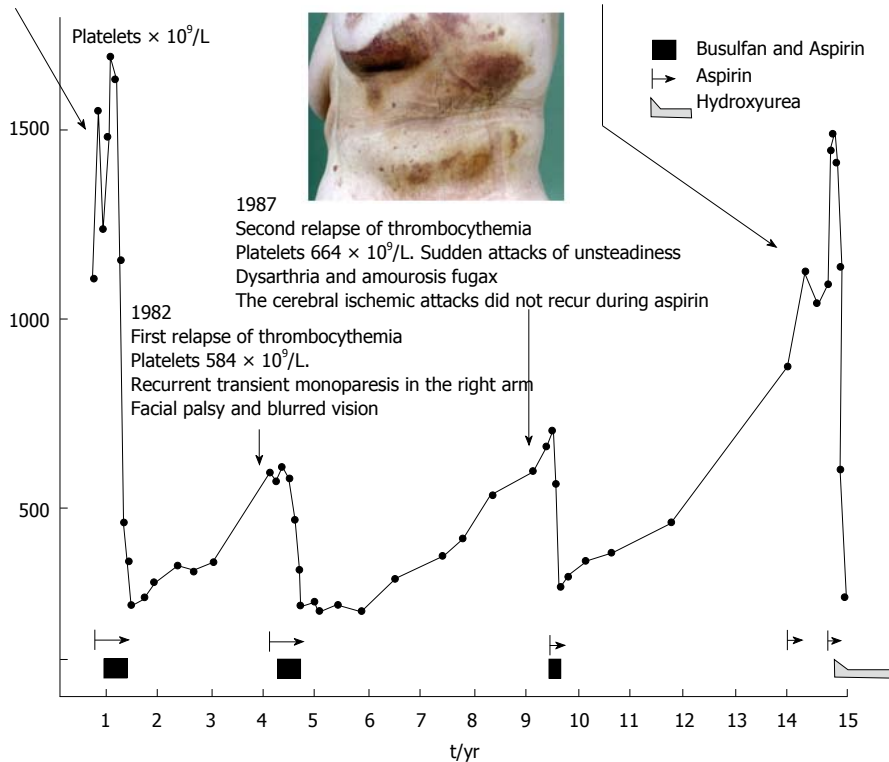 Platelets × 10⁹/L
Busulfan and Aspirin
Aspirin
Hydroxyurea
1500
1987
Second relapse of thrombocythemia
Platelets 664 × 10⁹/L. Sudden attacks of unsteadiness
Dysarthria and amourosis fugax
The cerebral ischemic attacks did not recur during aspirin
1000
1982
First relapse of thrombocythemia
Platelets 584 × 10⁹/L.
Recurrent transient monoparesis in the right arm
Facial palsy and blurred vision
500
1 2 3 4 5 6 7 8 9 10 11 12 13 14 15
t/yr